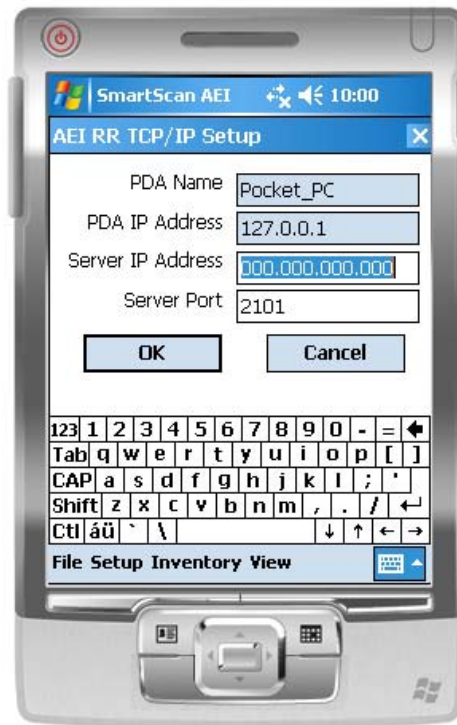 SmartScan AEI 10:00
AEI RR TCP/IP Setup
PDA Name Pocket_PC
PDA IP Address 127.0.0.1
Server IP Address 000.000.000.000
Server Port 2101
OK Cancel
123 1 2 3 4 5 6 7 8 9 0 - =
Tab q w e r t y u i o p [ ]
CAP a s d f g h j k l ; '
Shift z x c v b n m , . /
Ctl áü ` \
File Setup Inventory View